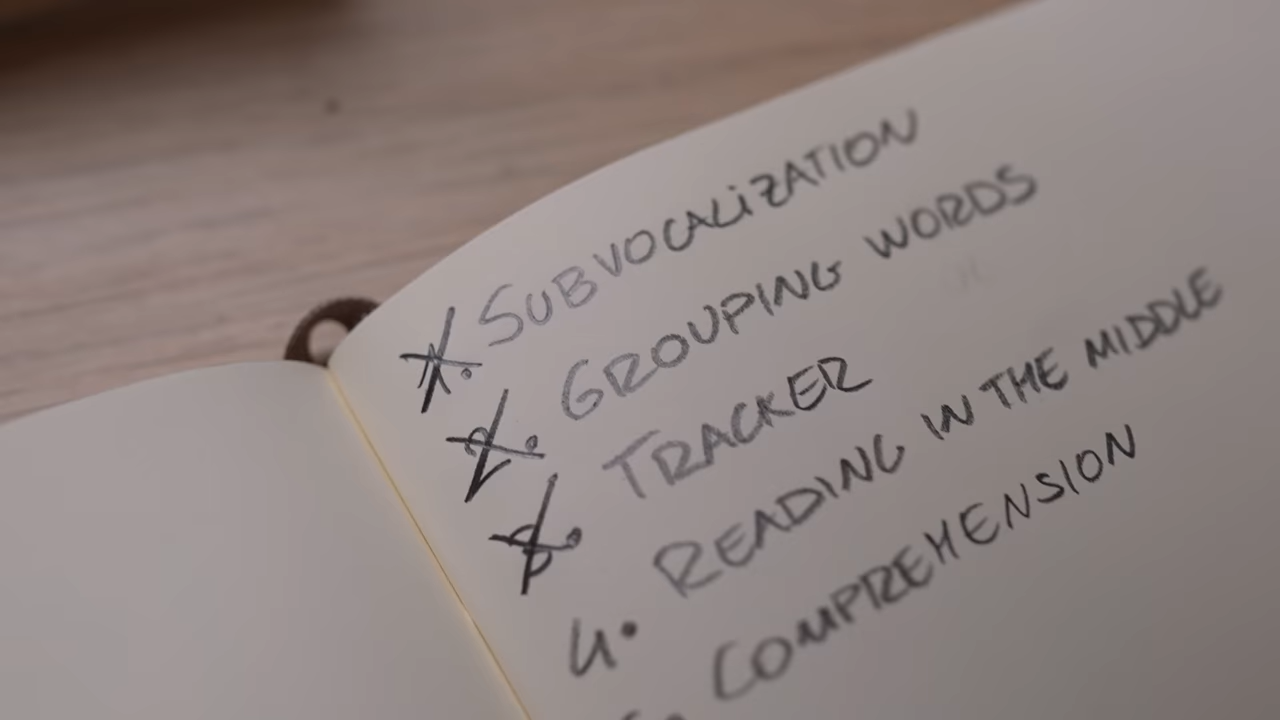 1. SUBVOCALIZATION
2. GROUPING WORDS
3. TRACKER
4. READING IN THE MIDDLE
COMPREHENSION